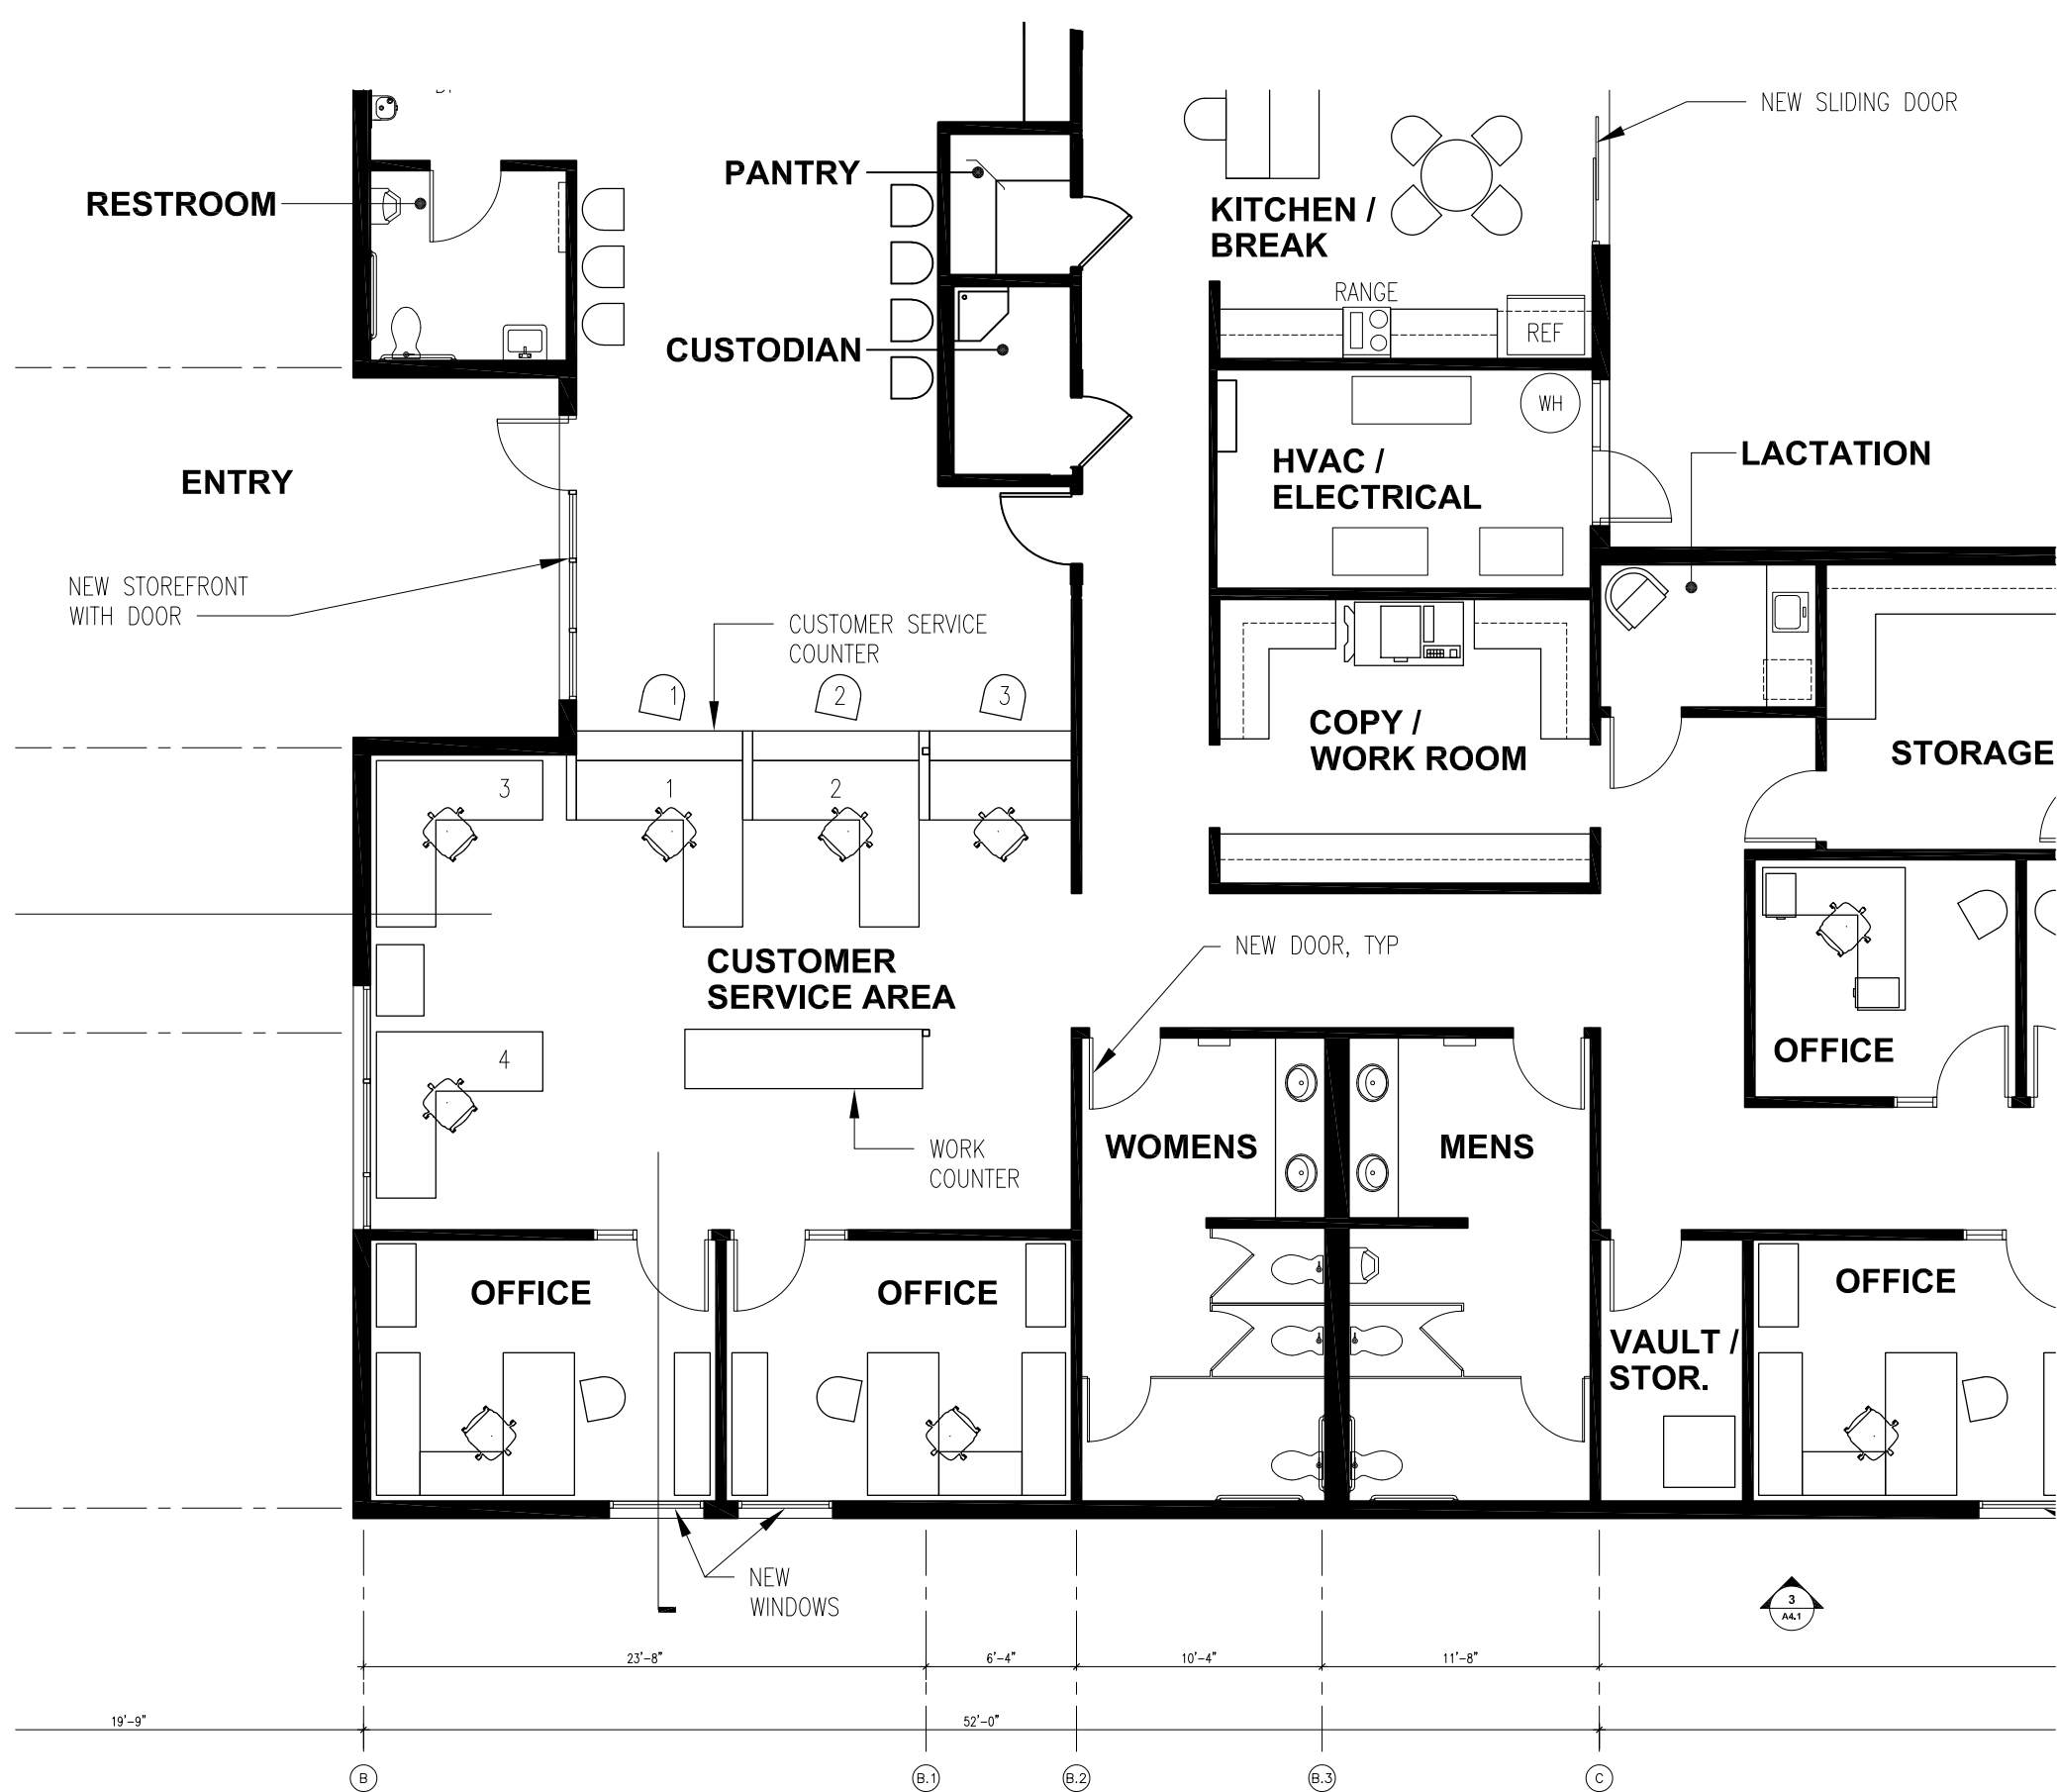 NEW SLIDING DOOR
PANTRY
RESTROOM
KITCHEN /
BREAK
RANGE
REF
CUSTODIAN
WH
HVAC /
ELECTRICAL
LACTATION
ENTRY
NEW STOREFRONT
WITH DOOR
CUSTOMER SERVICE
COUNTER
1
2
3
COPY /
WORK ROOM
STORAGE
3
1
2
CUSTOMER
SERVICE AREA
NEW DOOR, TYP
OFFICE
4
WORK
COUNTER
WOMENS
MENS
OFFICE
OFFICE
OFFICE
VAULT /
STOR.
NEW
WINDOWS
3
A4.1
23'-8"
6'-4"
10'-4"
11'-8"
19'-9"
52'-0"
B
B.1
B.2
B.3
C